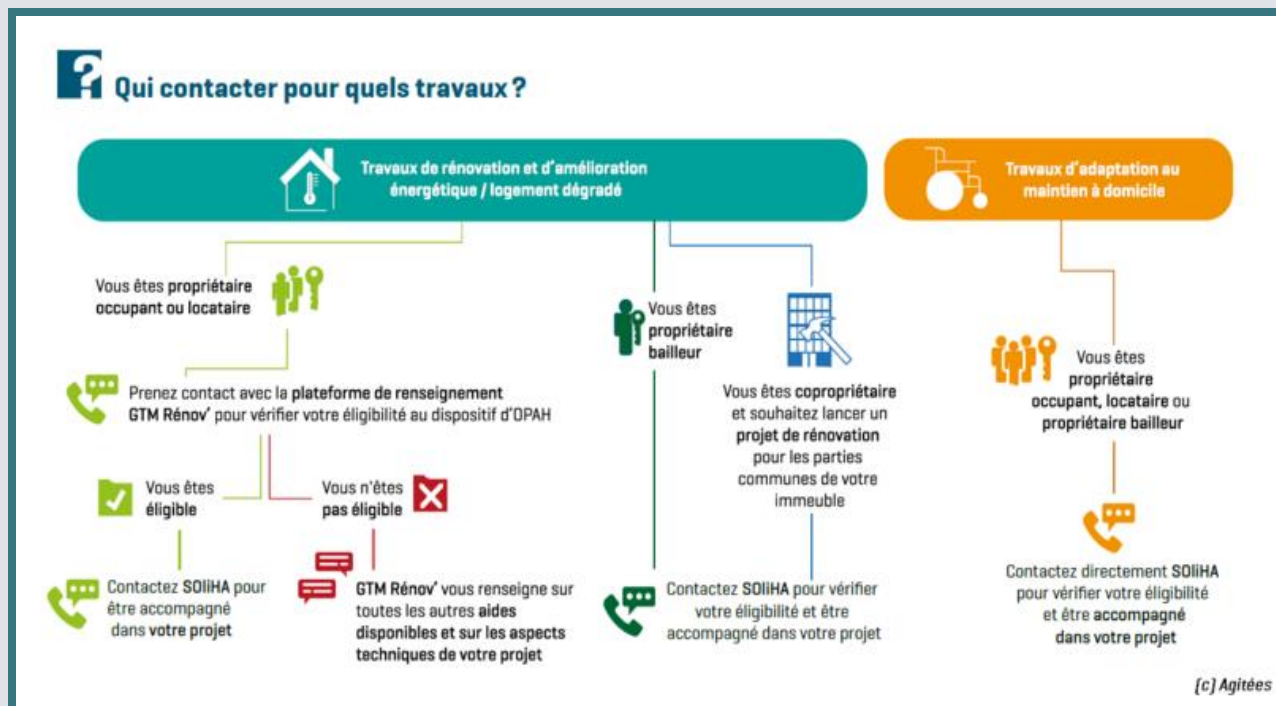 ?
Qui contacter pour quels travaux ?
Travaux de rénovation et d'amélioration
énergétique / logement dégradé
Travaux d'adaptation au
maintien à domicile
Vous êtes propriétaire
occupant ou locataire
Prenez contact avec la plateforme de renseignement
GTM Rénov' pour vérifier votre éligibilité au dispositif d'OPAH
Vous êtes
éligible
Vous n'êtes
pas éligible
Contactez SOliHA pour
être accompagné
dans votre projet
GTM Rénov' vous renseigne sur
toutes les autres aides
disponibles et sur les aspects
techniques de votre projet
Vous êtes
propriétaire
bailleur
Vous êtes copropriétaire
et souhaitez lancer un
projet de rénovation
pour les parties
communes de votre
immeuble
Contactez SOliHA pour vérifier
votre éligibilité et être
accompagné dans votre projet
Vous êtes
propriétaire
occupant, locataire ou
propriétaire bailleur
Contactez directement SOliHA
pour vérifier votre éligibilité
et être accompagné
dans votre projet
(c) Agitées